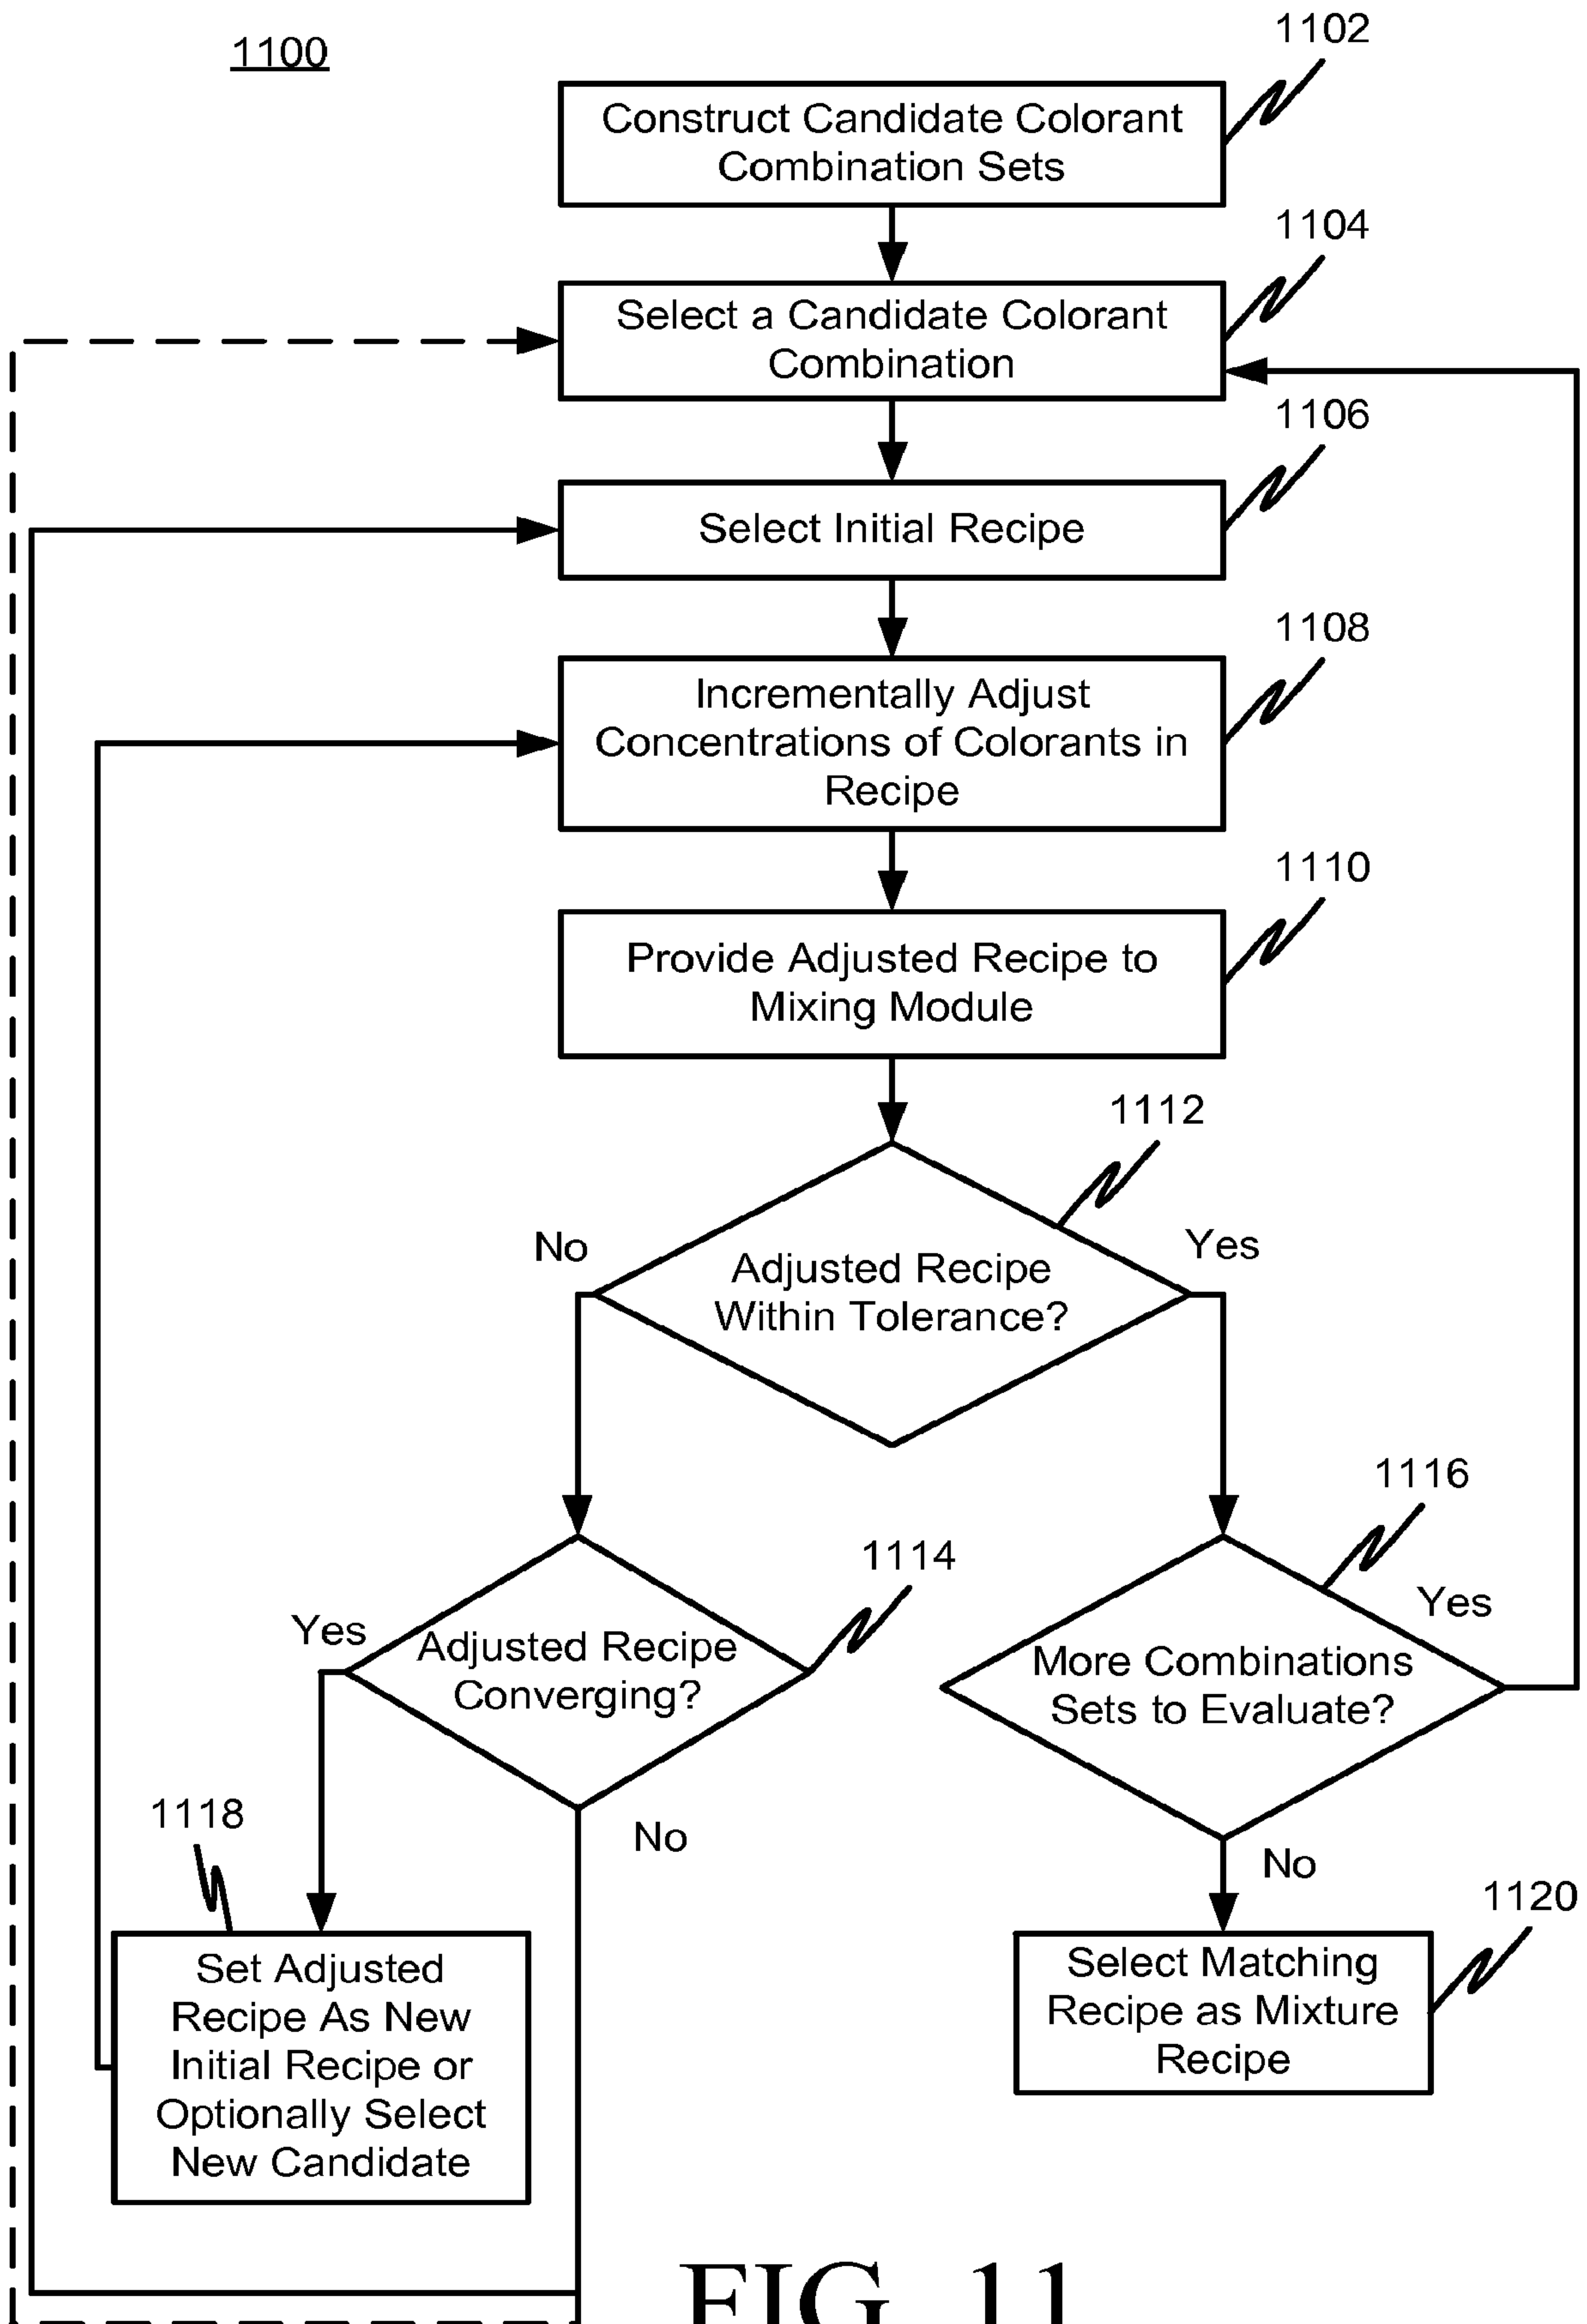 1100
1102
Construct Candidate Colorant
Combination Sets
1104
Select a Candidate Colorant
Combination
1106
Select Initial Recipe
1108
Incrementally Adjust
Concentrations of Colorants in
Recipe
1110
Provide Adjusted Recipe to
Mixing Module
1112
No
Yes
Adjusted Recipe
Within Tolerance?
1114
1116
Yes
Yes
Adjusted Recipe
Converging?
More Combinations
Sets to Evaluate?
1118
No
No
1120
Set Adjusted
Recipe As New
Initial Recipe or
Optionally Select
New Candidate
Select Matching
Recipe as Mixture
Recipe
FIG. 11